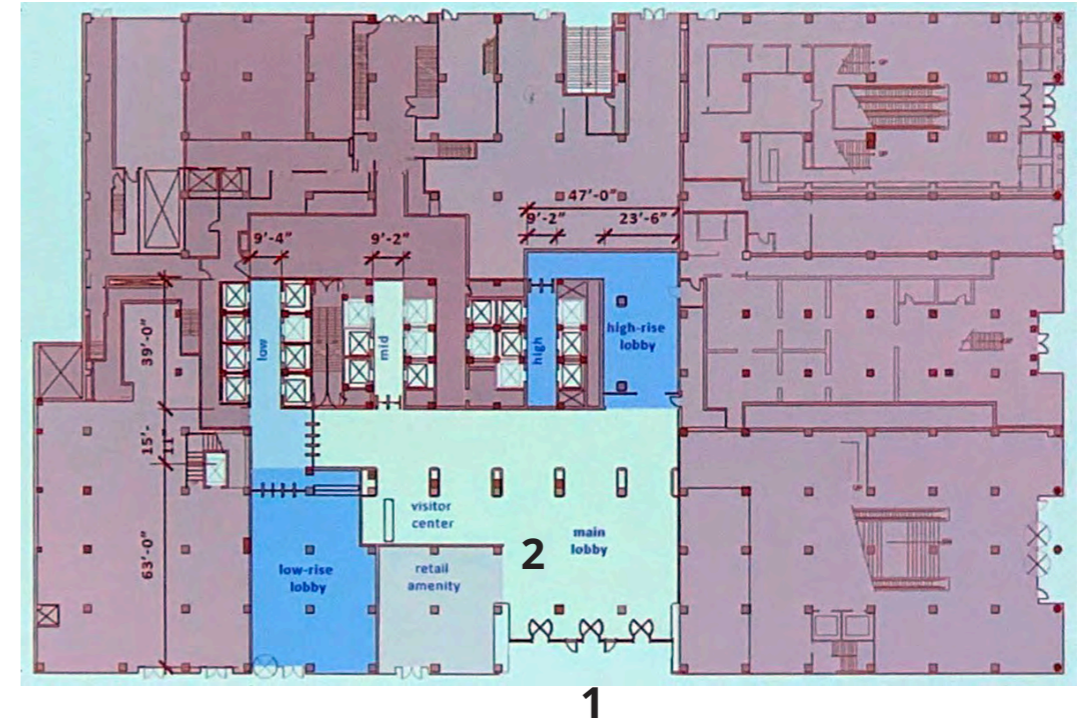 47'-0"
9'-4"
9'-2"
9'-2"
23'-6"
39'-0"
low
mid
high
high-rise
lobby
15'-
11"
visitor
center
main
lobby
2
63'-0"
low-rise
lobby
retail
amenity
1